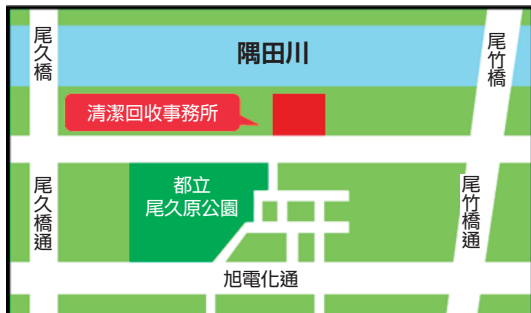 尾久橋
隅田川
尾竹橋
清潔回收事務所
都立
尾久原公園
尾久橋通
尾竹橋通
旭電化通